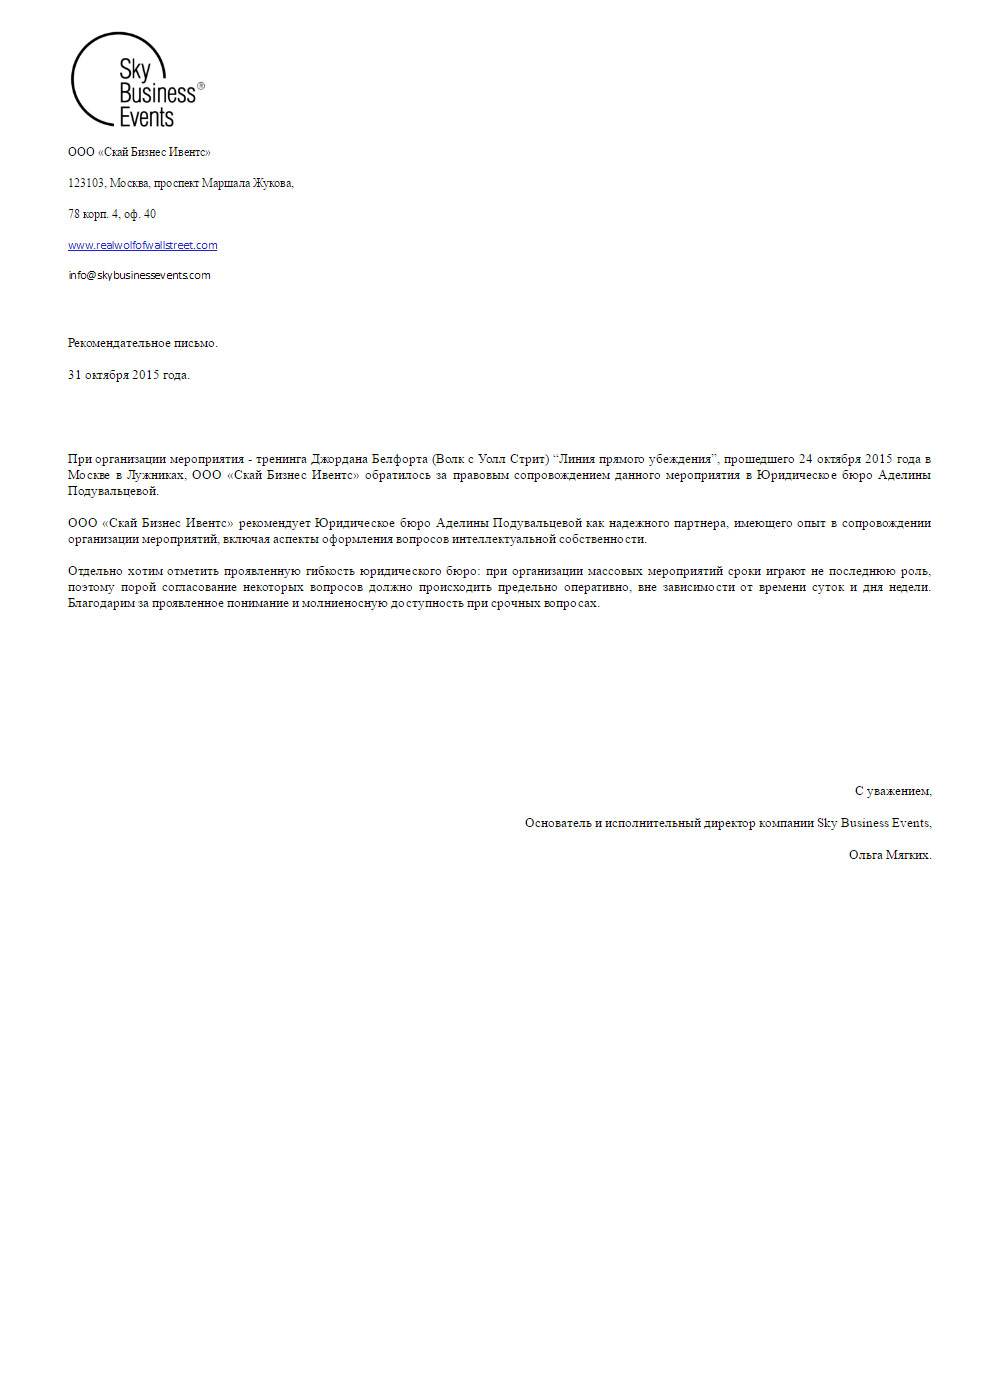 Sky
Business®
Events
ООО «Скай Бизнес Ивентс»
123103, Москва, проспект Маршала Жукова,
78 корп. 4, оф. 40
www.realwolfofwallstreet.com
info@skybusinessevents.com
Рекомендательное письмо.
31 октября 2015 года.
При организации мероприятия - тренинга Джордана Белфорта (Волк с Уолл Стрит) “Линия прямого убеждения”, прошедшего 24 октября 2015 года в
Москве в Лужниках, ООО «Скай Бизнес Ивентс» обратилось за правовым сопровождением данного мероприятия в Юридическое бюро Аделины
Подувальцевой.
ООО «Скай Бизнес Ивентс» рекомендует Юридическое бюро Аделины Подувальцевой как надежного партнера, имеющего опыт в сопровождении
организации мероприятий, включая аспекты оформления вопросов интеллектуальной собственности.
Отдельно хотим отметить проявленную гибкость юридического бюро: при организации массовых мероприятий сроки играют не последнюю роль,
поэтому порой согласование некоторых вопросов должно происходить предельно оперативно, вне зависимости от времени суток и дня недели.
Благодарим за проявленное понимание и молниеносную доступность при срочных вопросах.
С уважением,
Основатель и исполнительный директор компании Sky Business Events,
Ольга Мягких.